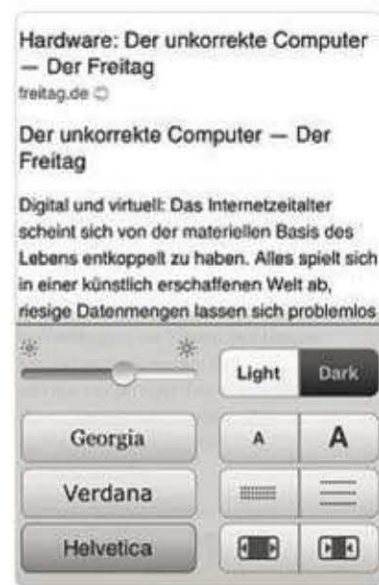 Hardware: Der unkorrekte Computer
— Der Freitag
freitag.de
Der unkorrekte Computer — Der
Freitag
Digital und virtuell: Das Internetzeitalter
scheint sich von der materiellen Basis des
Lebens entkoppelt zu haben. Alles spielt sich
in einer künstlich erschaffenen Welt ab,
riesige Datenmengen lassen sich problemlos
Light Dark
Georgia A A
Verdana
Helvetica